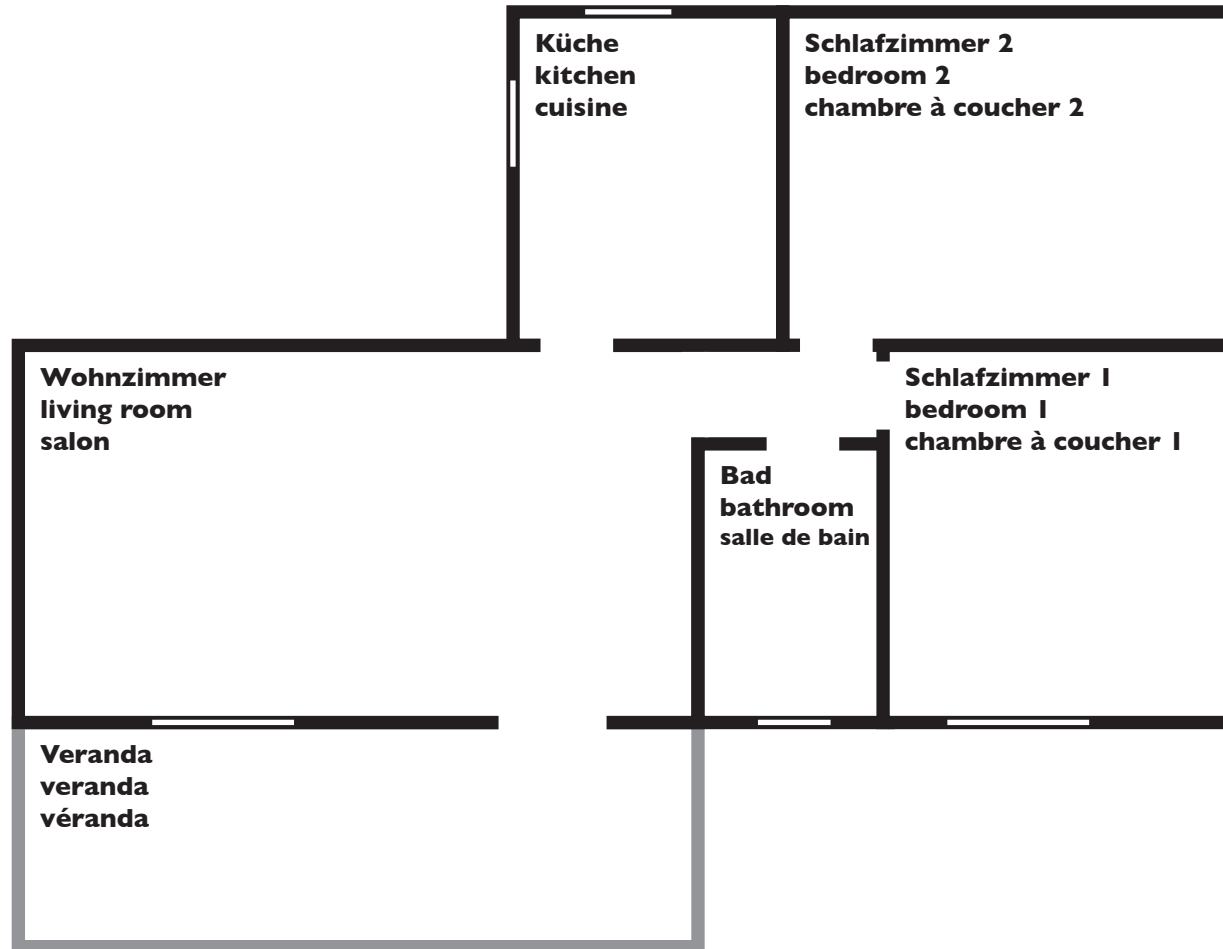 Küche
kitchen
cuisine
Schlafzimmer 2
bedroom 2
chambre à coucher 2
Wohnzimmer
living room
salon
Schlafzimmer 1
bedroom 1
chambre à coucher 1
Bad
bathroom
salle de bain
Veranda
veranda
véranda